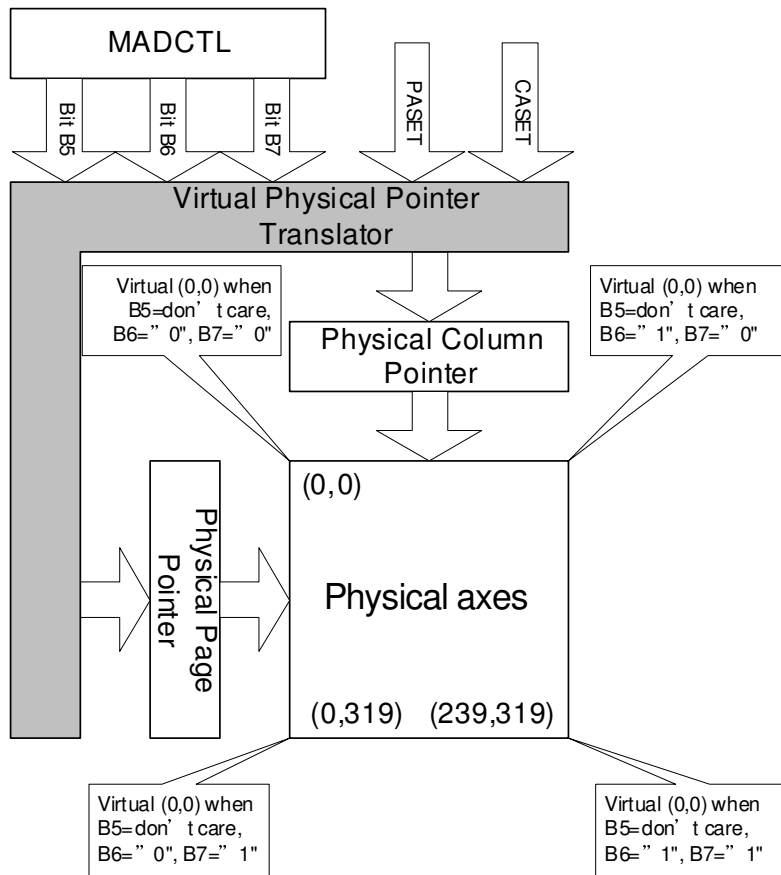 MADCTL
Bit B5
Bit B6
Bit B7
PASET
CASET
Virtual Physical Pointer
Translator
Virtual (0,0) when
B5=don’ t care,
B6=” 0", B7=” 0"
Virtual (0,0) when
B5=don’ t care,
B6=” 1", B7=” 0"
Physical Column
Pointer
(0,0)
Physical Page
Pointer
Physical axes
(0,319) (239,319)
Virtual (0,0) when
B5=don’ t care,
B6=” 0", B7=” 1"
Virtual (0,0) when
B5=don’ t care,
B6=” 1", B7=” 1"